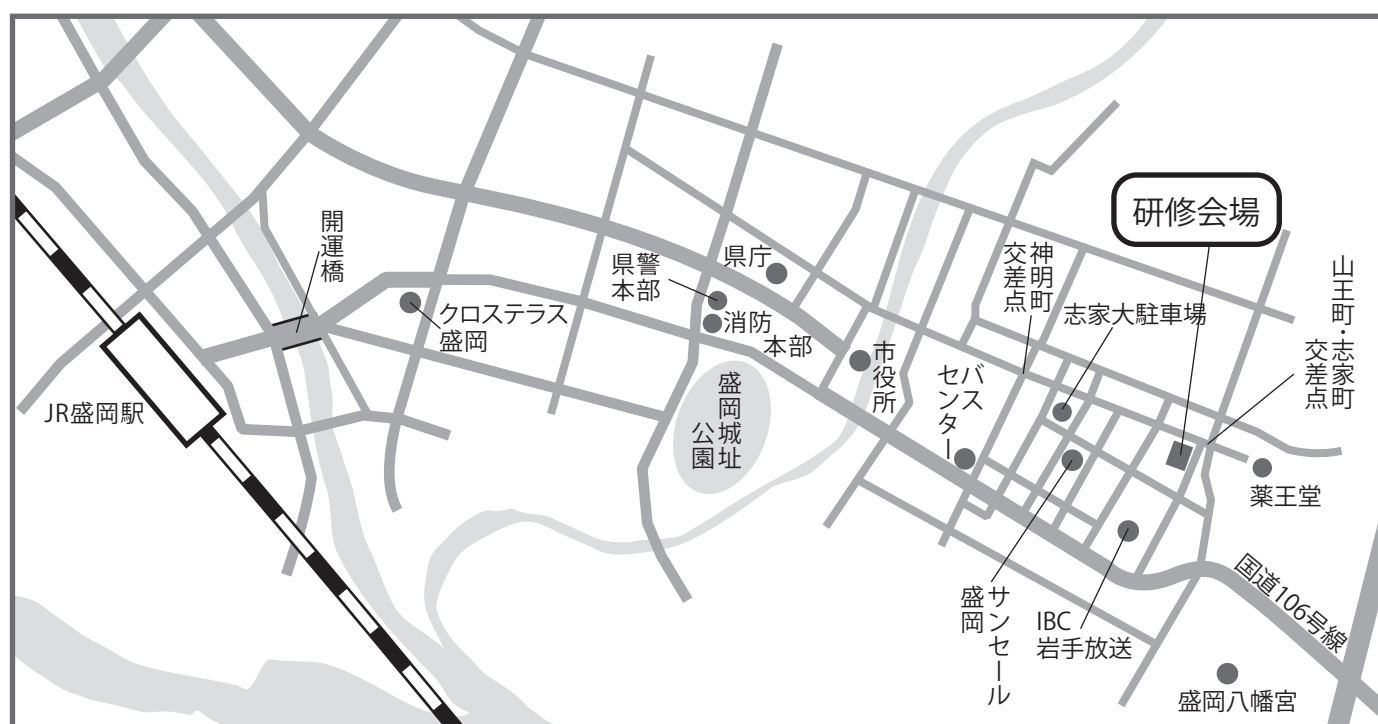 開運橋
JR盛岡駅
クロステラス
盛岡
県警
本部
県庁
消防
本部
盛岡城址
公園
市役所
バス
センター
神明町
交差点
志家大駐車場
研修会場
山王町・志家町
交差点
薬王堂
サンセール
盛岡
IBC
岩手放送
国道106号線
盛岡八幡宮